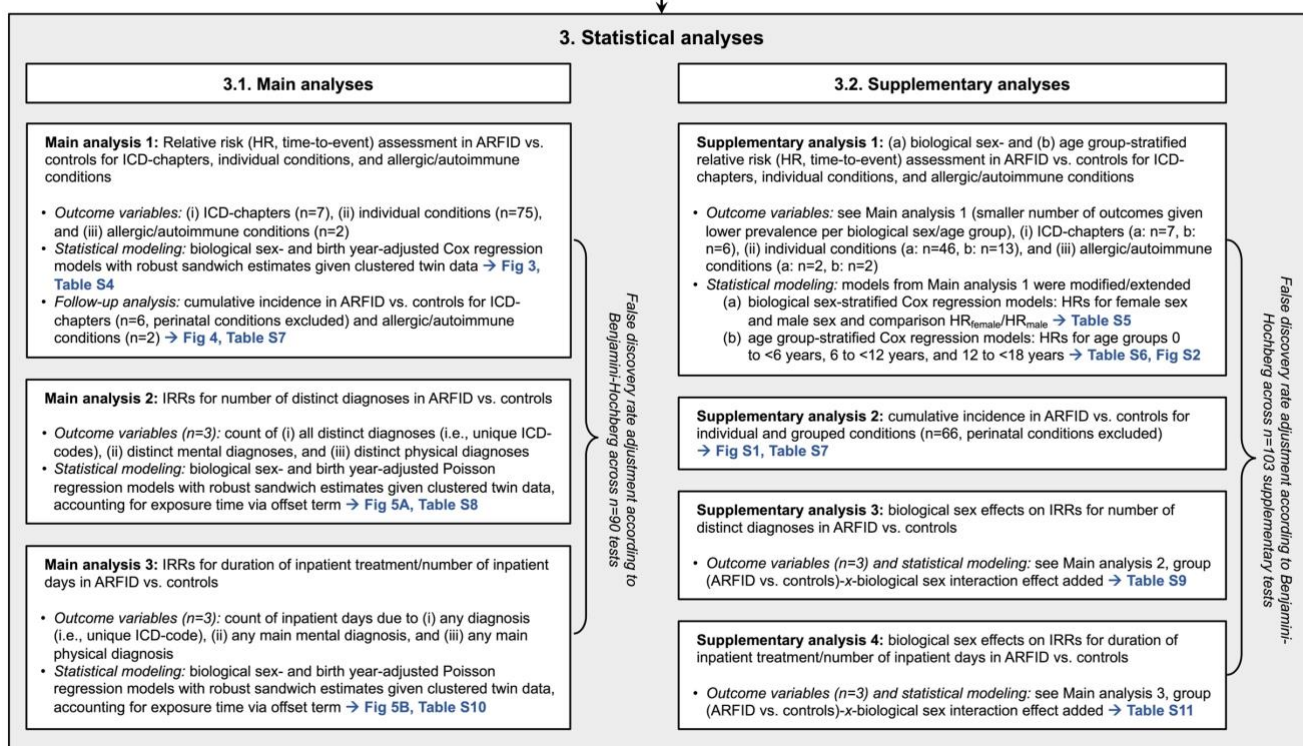 3. Statistical analyses
3.1. Main analyses
Main analysis 1: Relative risk (HR, time-to-event) assessment in ARFID vs.
controls for ICD-chapters, individual conditions, and allergic/autoimmune
conditions
• Outcome variables: (i) ICD-chapters (n=7), (ii) individual conditions (n=75),
and (iii) allergic/autoimmune conditions (n=2)
• Statistical modeling: biological sex- and birth year-adjusted Cox regression
models with robust sandwich estimates given clustered twin data → Fig 3,
Table S4
• Follow-up analysis: cumulative incidence in ARFID vs. controls for ICD-
chapters (n=6, perinatal conditions excluded) and allergic/autoimmune
conditions (n=2) → Fig 4, Table S7
Main analysis 2: IRRs for number of distinct diagnoses in ARFID vs. controls
• Outcome variables (n=3): count of (i) all distinct diagnoses (i.e., unique ICD-
codes), (ii) distinct mental diagnoses, and (iii) distinct physical diagnoses
• Statistical modeling: biological sex- and birth year-adjusted Poisson
regression models with robust sandwich estimates given clustered twin data,
accounting for exposure time via offset term → Fig 5A, Table S8
Main analysis 3: IRRs for duration of inpatient treatment/number of inpatient
days in ARFID vs. controls
• Outcome variables (n=3): count of inpatient days due to (i) any diagnosis
(i.e., unique ICD-code), (ii) any main mental diagnosis, and (iii) any main
physical diagnosis
• Statistical modeling: biological sex- and birth year-adjusted Poisson
regression models with robust sandwich estimates given clustered twin data,
accounting for exposure time via offset term → Fig 5B, Table S10
False discovery rate adjustment according to
Benjamini-Hochberg across n=90 tests
3.2. Supplementary analyses
Supplementary analysis 1: (a) biological sex- and (b) age group-stratified
relative risk (HR, time-to-event) assessment in ARFID vs. controls for ICD-
chapters, individual conditions, and allergic/autoimmune conditions
• Outcome variables: see Main analysis 1 (smaller number of outcomes given
lower prevalence per biological sex/age group), (i) ICD-chapters (a: n=7, b:
n=6), (ii) individual conditions (a: n=46, b: n=13), and (iii) allergic/autoimmune
conditions (a: n=2, b: n=2)
• Statistical modeling: models from Main analysis 1 were modified/extended
(a) biological sex-stratified Cox regression models: HRs for female sex
and male sex and comparison HRfemale/HRmale → Table S5
(b) age group-stratified Cox regression models: HRs for age groups 0
to <6 years, 6 to <12 years, and 12 to <18 years → Table S6, Fig S2
Supplementary analysis 2: cumulative incidence in ARFID vs. controls for
individual and grouped conditions (n=66, perinatal conditions excluded)
→ Fig S1, Table S7
Supplementary analysis 3: biological sex effects on IRRs for number of
distinct diagnoses in ARFID vs. controls
• Outcome variables (n=3) and statistical modeling: see Main analysis 2, group
(ARFID vs. controls)-x-biological sex interaction effect added → Table S9
Supplementary analysis 4: biological sex effects on IRRs for duration of
inpatient treatment/number of inpatient days in ARFID vs. controls
• Outcome variables (n=3) and statistical modeling: see Main analysis 3, group
(ARFID vs. controls)-x-biological sex interaction effect added → Table S11
False discovery rate adjustment according to Benjamini-
Hochberg across n=103 supplementary
tests